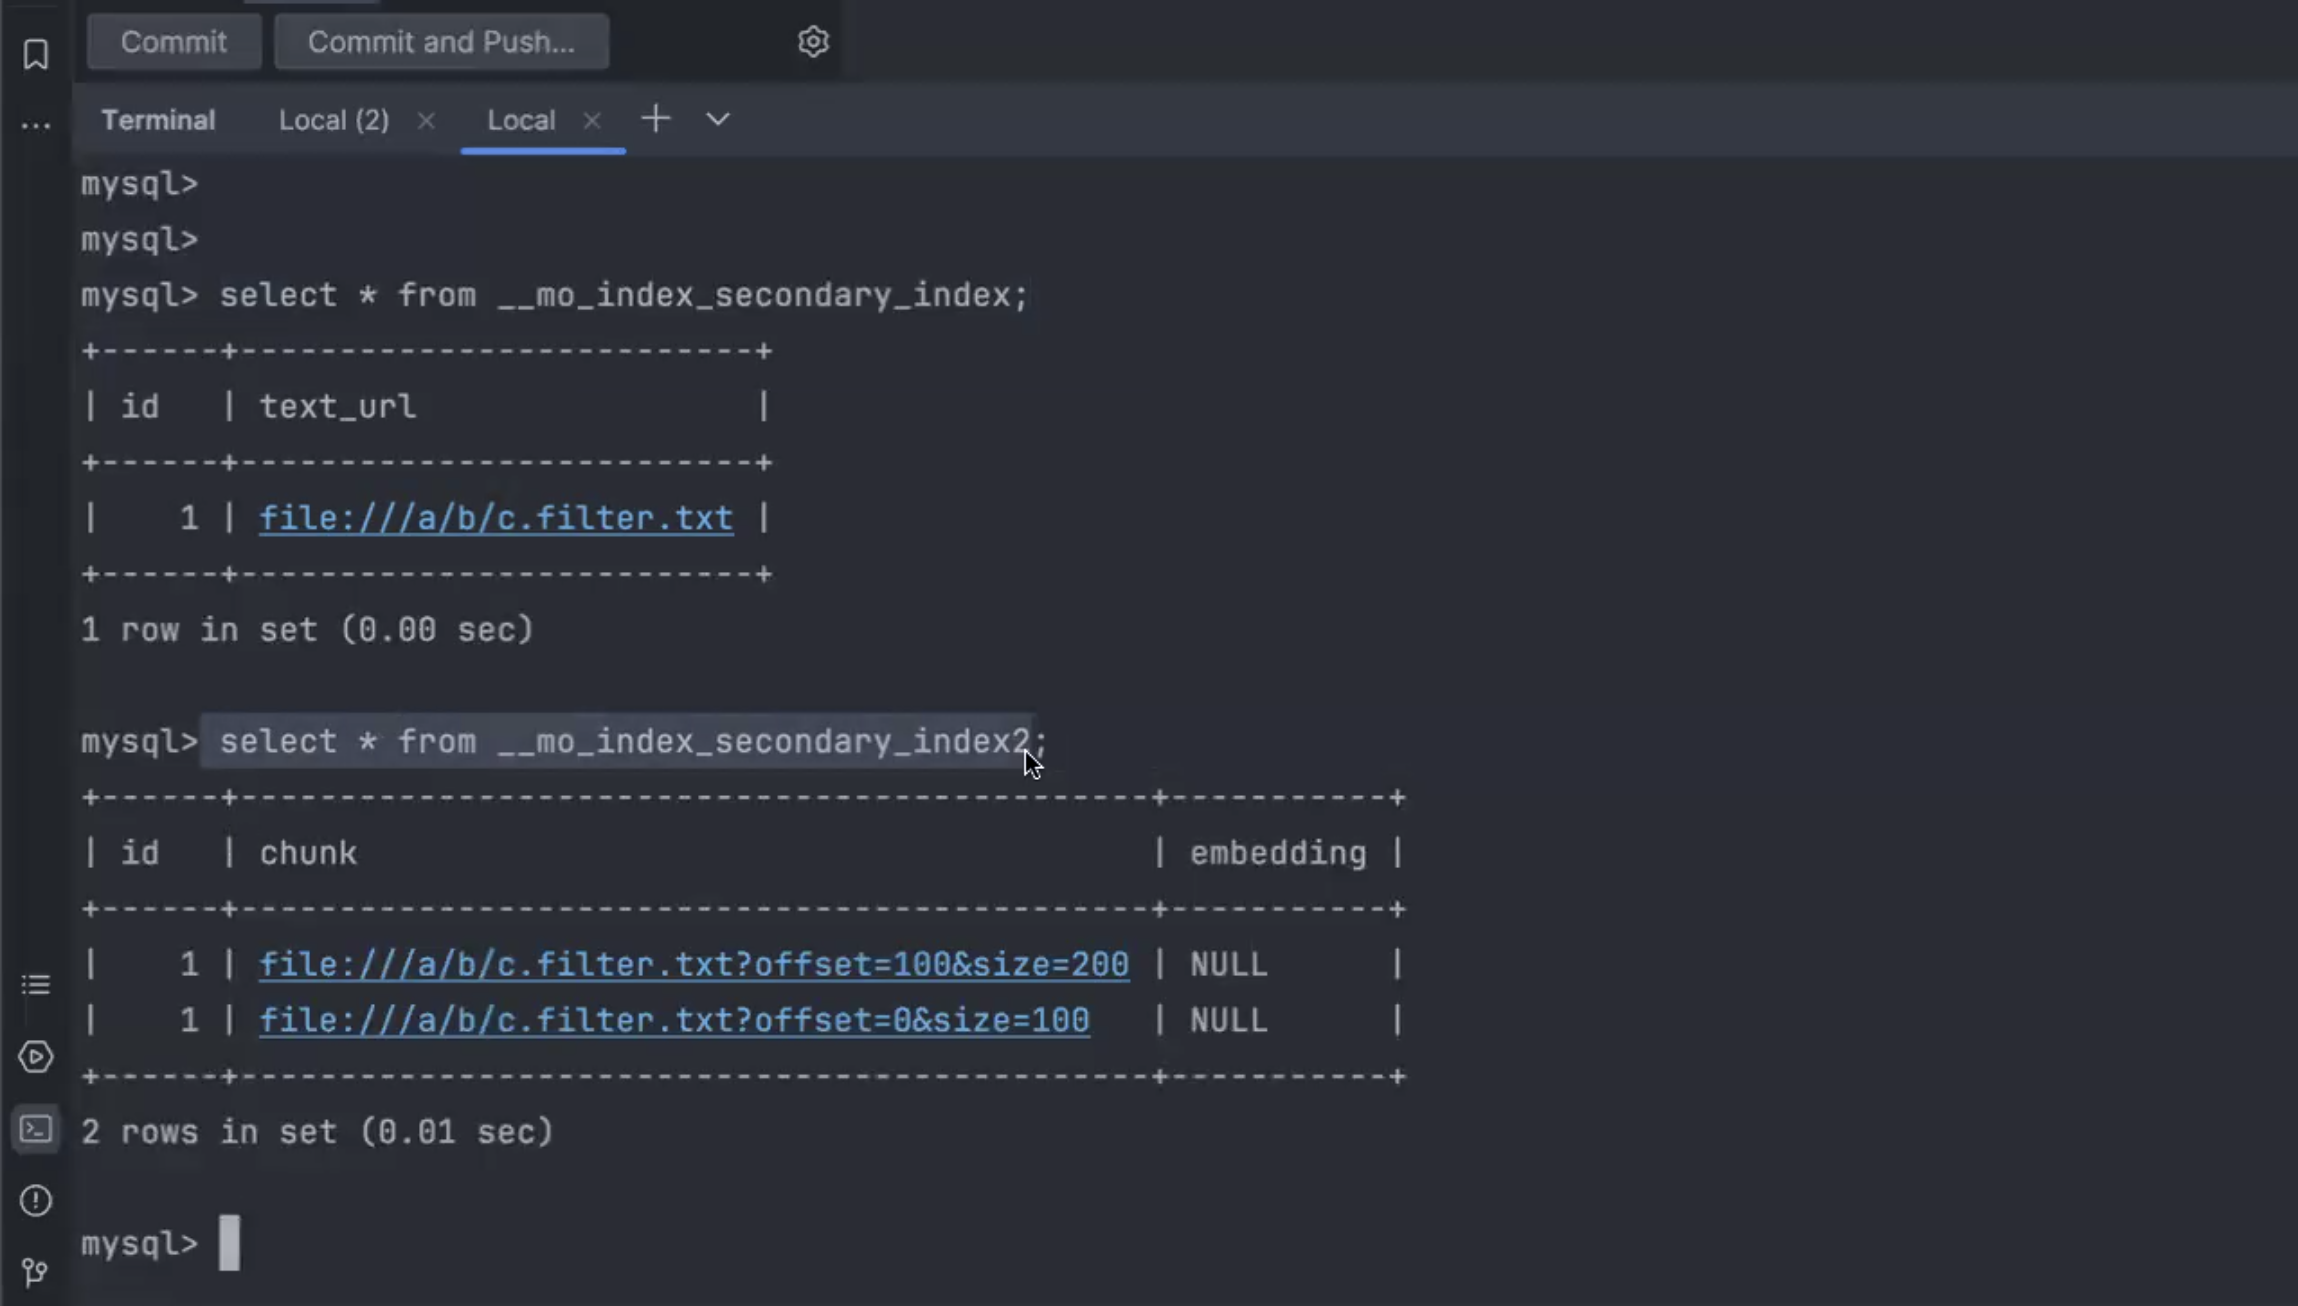 Commit Commit and Push...
Terminal Local (2) Local
mysql>
mysql>
mysql> select * from __mo_index_secondary_index;
+------+--------------------------+
| id   | text_url                 |
+------+--------------------------+
|    1 | file:///a/b/c.filter.txt |
+------+--------------------------+
1 row in set (0.00 sec)
mysql> select * from __mo_index_secondary_index2;
+------+----------------------------------------------+-----------+
| id   | chunk                                        | embedding |
+------+----------------------------------------------+-----------+
|    1 | file:///a/b/c.filter.txt?offset=100&size=200 | NULL      |
|    1 | file:///a/b/c.filter.txt?offset=0&size=100   | NULL      |
+------+----------------------------------------------+-----------+
2 rows in set (0.01 sec)
mysql>